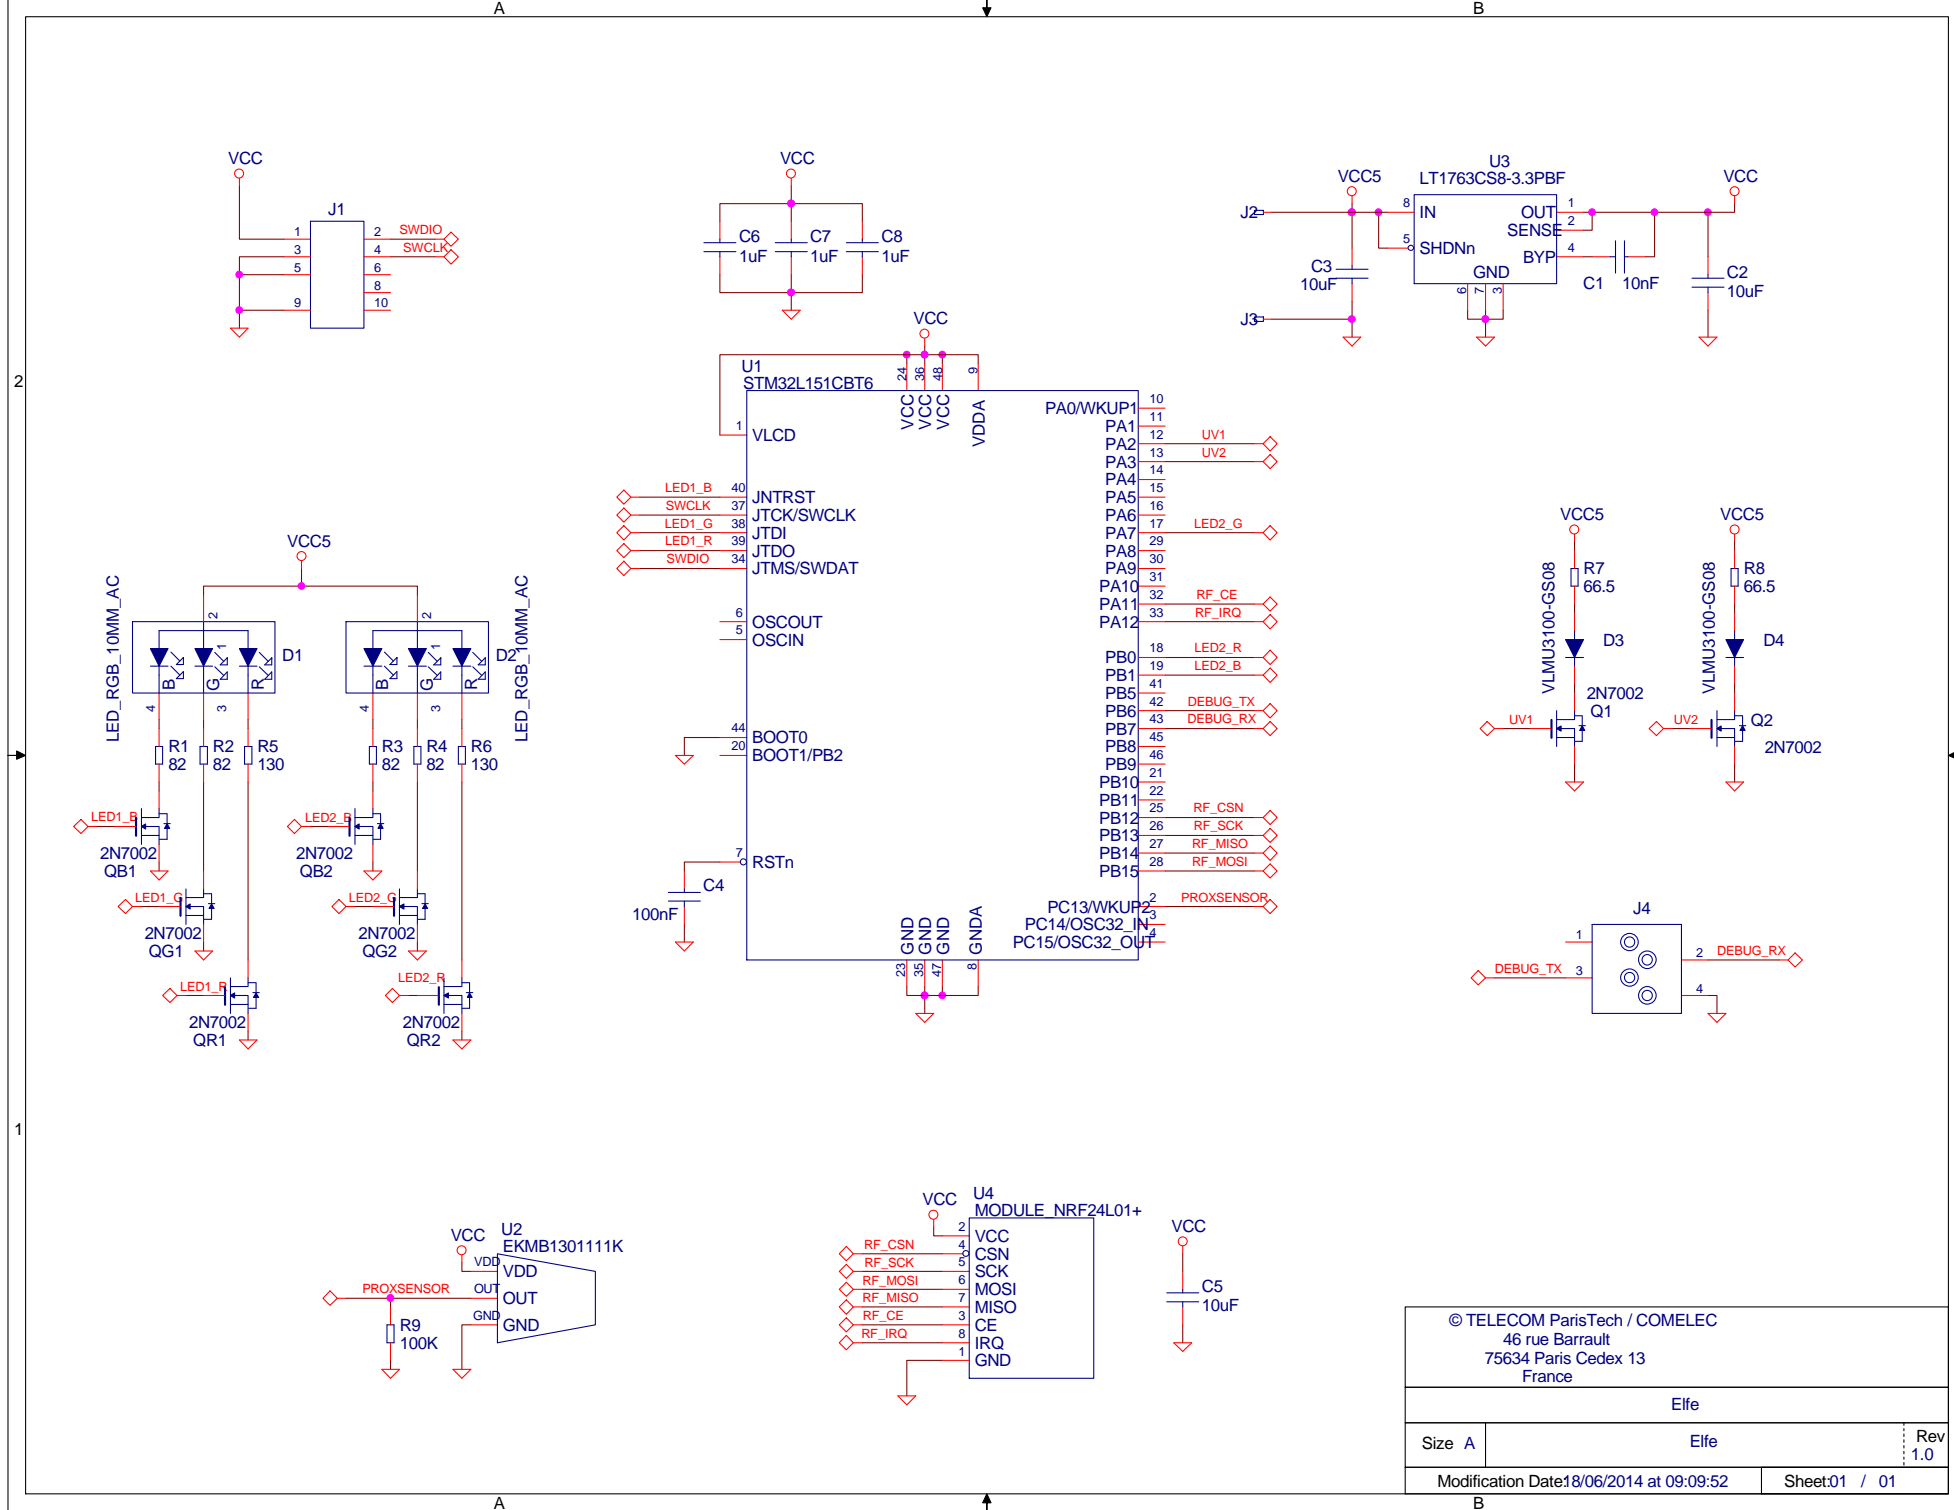 A
B
2
1
VCC
J1
1
3
5
9
2
4
6
8
10
SWDIO
SWCLK
VCC
C6
1uF
C7
1uF
C8
1uF
U3
LT1763CS8-3.3PBF
VCC5
VCC
J2
J3
8
IN
5
SHDNn
OUT
1
SENSE
2
BYP
4
GND
6
7
3
C3
10uF
C1
10nF
C2
10uF
VCC
U1
STM32L151CBT6
24
36
48
9
VCC
VCC
VCC
VDDA
1
VLCD
LED1_B
40
JNTRST
SWCLK
37
JTCK/SWCLK
LED1_G
38
JTDI
LED1_R
39
JTDO
SWDIO
34
JTMS/SWDAT
6
OSCOUT
5
OSCIN
44
BOOT0
20
BOOT1/PB2
7
RSTn
C4
100nF
PA0/WKUP1
10
PA1
11
PA2
12
UV1
PA3
13
UV2
PA4
14
PA5
15
PA6
16
PA7
17
LED2_G
PA8
29
PA9
30
PA10
31
PA11
32
RF_CE
PA12
33
RF_IRQ
PB0
18
LED2_R
PB1
19
LED2_B
PB5
41
PB6
42
DEBUG_TX
PB7
43
DEBUG_RX
PB8
45
PB9
46
PB10
21
PB11
22
PB12
25
RF_CSN
PB13
26
RF_SCK
PB14
27
RF_MISO
PB15
28
RF_MOSI
PC13/WKUP2
2
PROXSENSOR
PC14/OSC32_IN
3
PC15/OSC32_OUT
4
GND
GND
GND
GNDA
23
35
47
8
VCC5
LED_RGB_10MM_AC
2
D1
B
G
R
1
4
3
R1
82
R2
82
R5
130
LED1_B
2N7002
QB1
LED1_G
2N7002
QG1
LED1_R
2N7002
QR1
LED_RGB_10MM_AC
2
D2
B
G
R
1
4
3
R3
82
R4
82
R6
130
LED2_B
2N7002
QB2
LED2_G
2N7002
QG2
LED2_R
2N7002
QR2
VCC5
R7
66.5
VLMU3100-GS08
D3
2N7002
Q1
UV1
VCC5
R8
66.5
VLMU3100-GS08
D4
Q2
2N7002
UV2
J4
1
DEBUG_TX
3
2
DEBUG_RX
4
VCC
U2
EKMB1301111K
VDD
VDD
PROXSENSOR
OUT
OUT
GND
GND
R9
100K
VCC
U4
MODULE_NRF24L01+
2
VCC
RF_CSN
4
CSN
RF_SCK
5
SCK
RF_MOSI
6
MOSI
RF_MISO
7
MISO
RF_CE
3
CE
RF_IRQ
8
IRQ
1
GND
VCC
C5
10uF
© TELECOM ParisTech / COMELEC
46 rue Barrault
75634 Paris Cedex 13
France
Elfe
Size A
Elfe
Rev
1.0
Modification Date:18/06/2014 at 09:09:52
Sheet:01 / 01
A
B